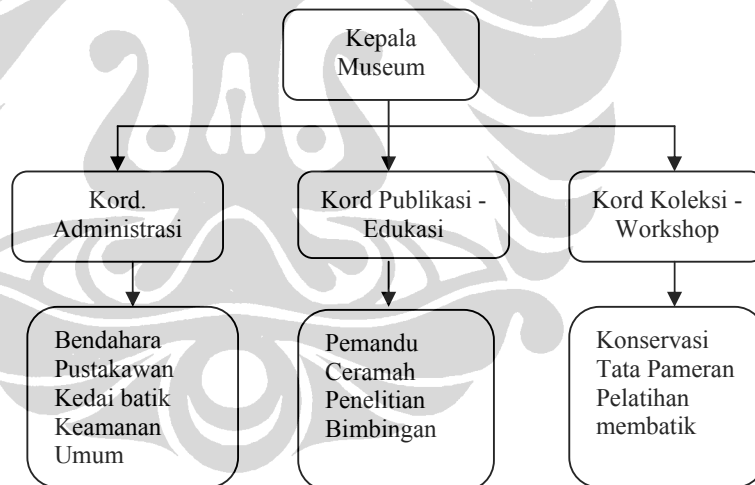 Kepala
Museum
Kord.
Administrasi
Kord Publikasi -
Edukasi
Kord Koleksi -
Workshop
Bendahara
Pustakawan
Kedai batik
Keamanan
Umum
Pemandu
Ceramah
Penelitian
Bimbingan
Konservasi
Tata Pameran
Pelatihan
membatik